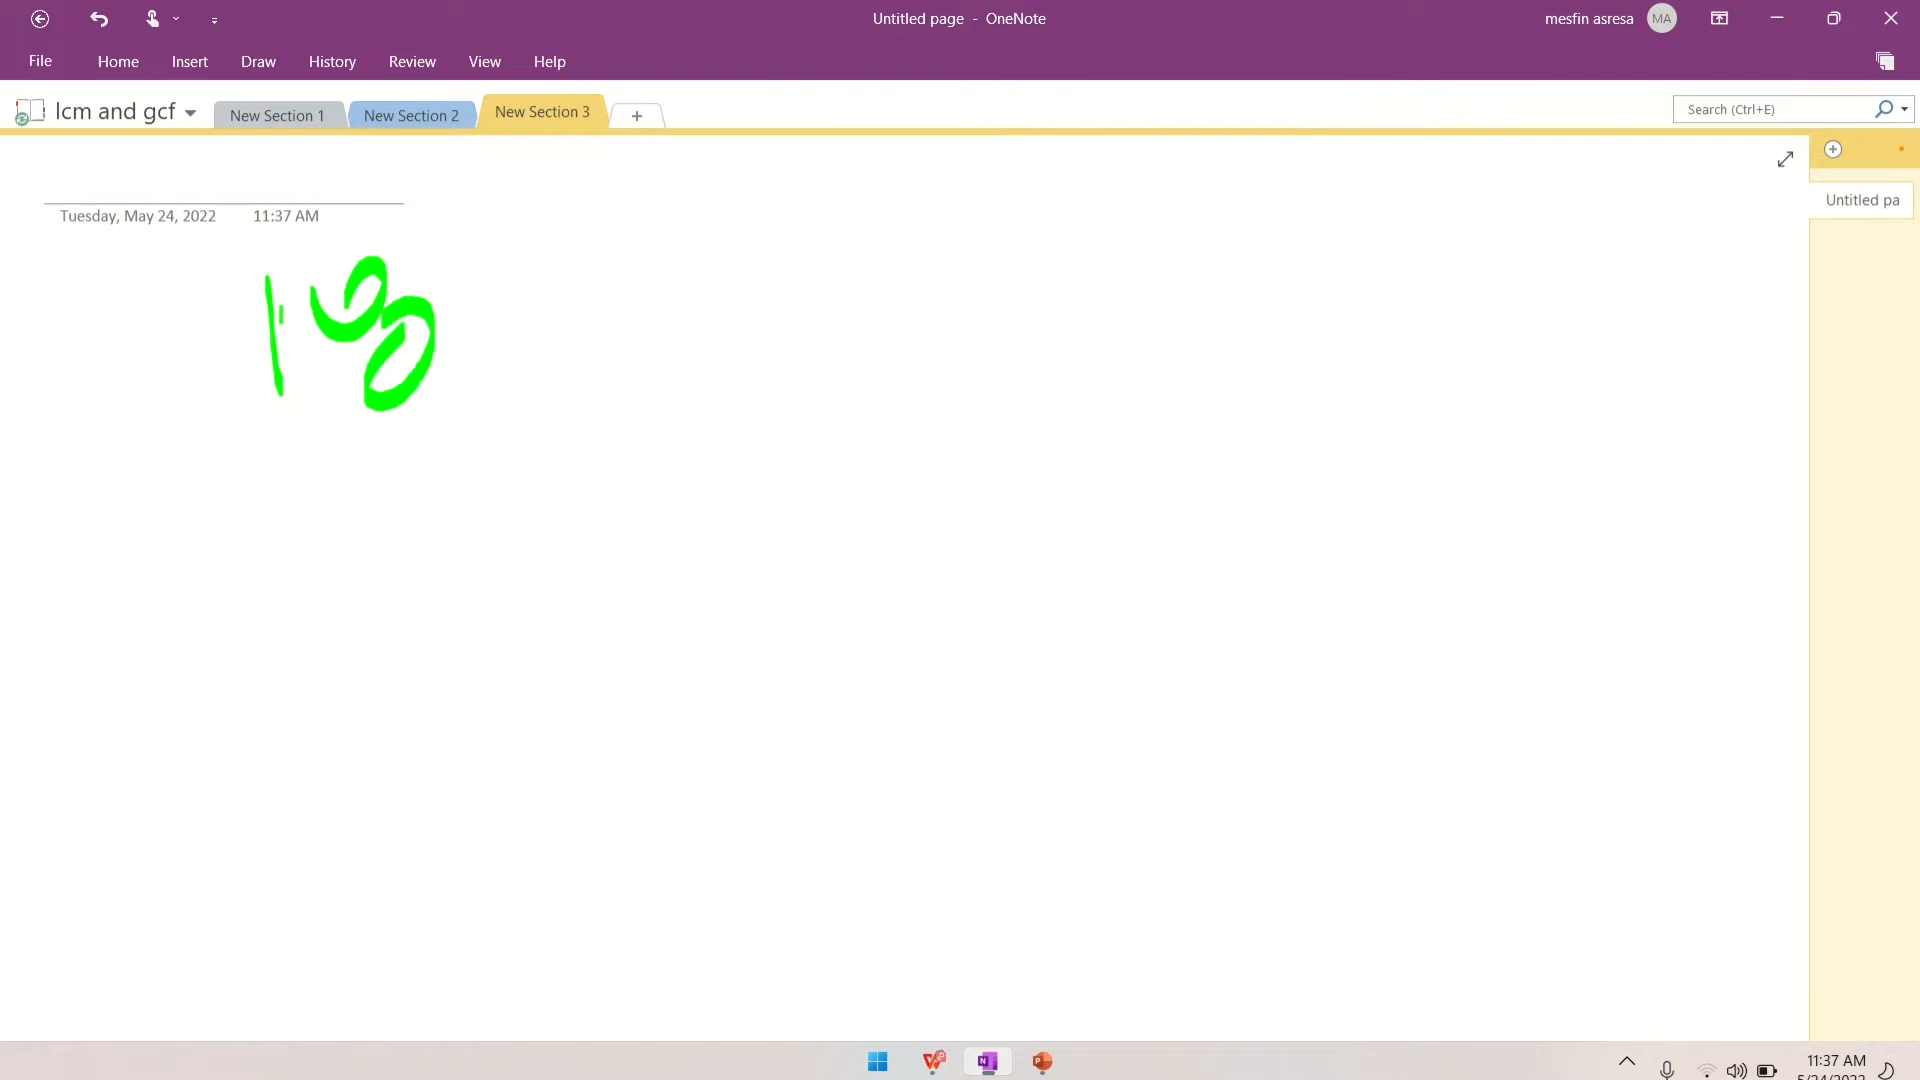 Untitled page - OneNote
mesfin asresa
MA
File Home Insert Draw History Review View Help
lcm and gcf
New Section 1
New Section 2
New Section 3
+
Search (Ctrl+E)
Untitled pa
Tuesday, May 24, 2022 11:37 AM
11:37 AM